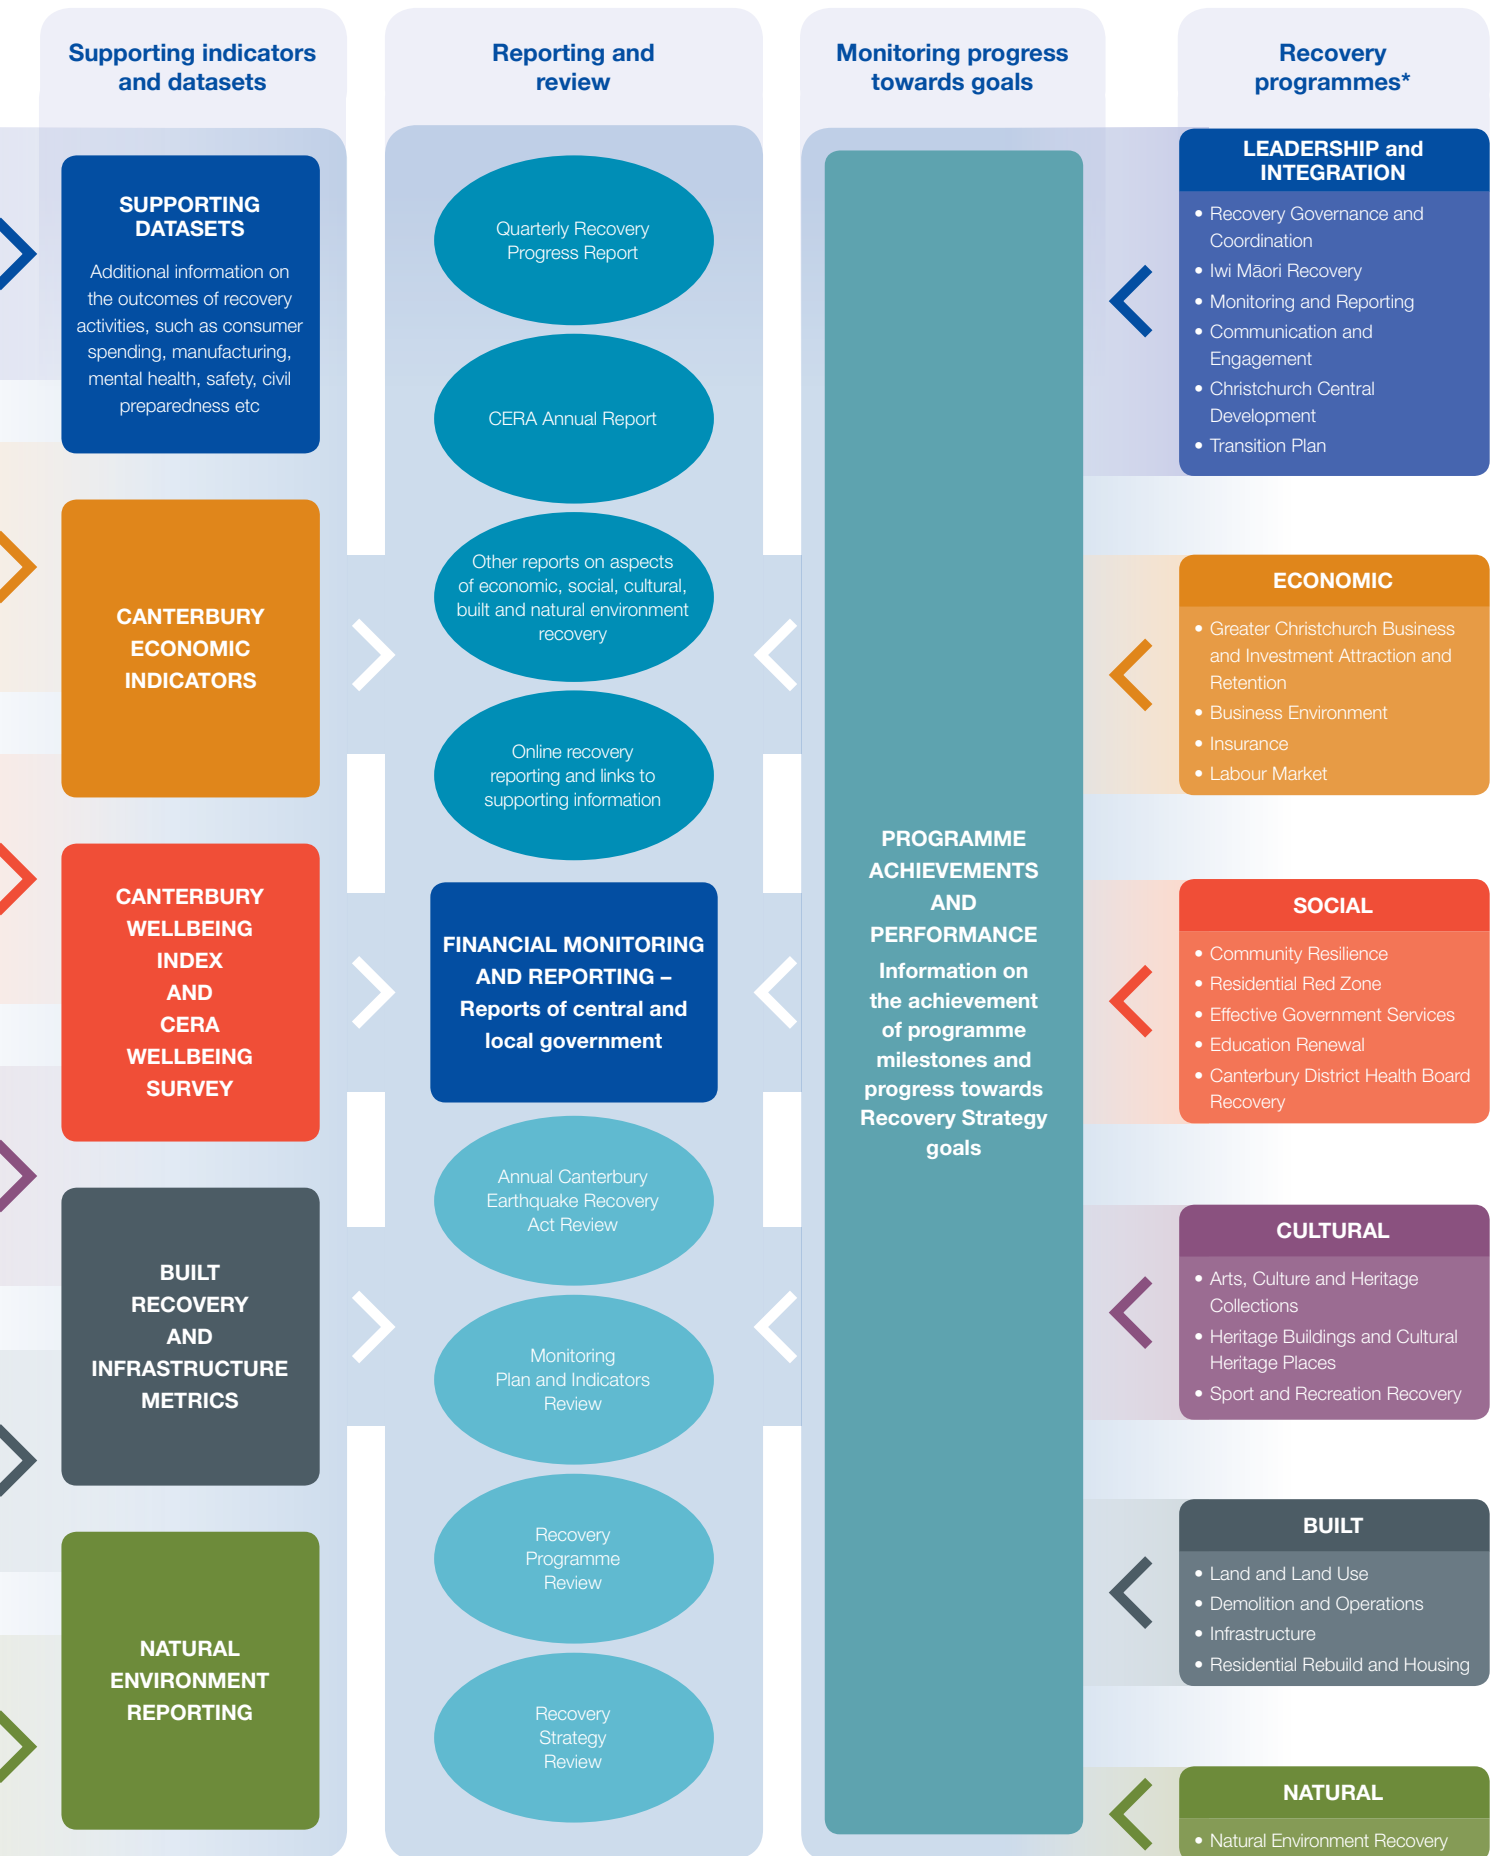 Supporting indicators
and datasets
SUPPORTING
DATASETS
Additional information on
the outcomes of recovery
activities, such as consumer
spending, manufacturing,
mental health, safety, civil
preparedness etc
CANTERBURY
ECONOMIC
INDICATORS
CANTERBURY
WELLBEING
INDEX
AND
CERA
WELLBEING
SURVEY
BUILT
RECOVERY
AND
INFRASTRUCTURE
METRICS
NATURAL
ENVIRONMENT
REPORTING
Reporting and
review
Quarterly Recovery
Progress Report
CERA Annual Report
Other reports on aspects
of economic, social, cultural,
built and natural environment
recovery
Online recovery
reporting and links to
supporting information
FINANCIAL MONITORING
AND REPORTING –
Reports of central and
local government
Annual Canterbury
Earthquake Recovery
Act Review
Monitoring
Plan and Indicators
Review
Recovery
Programme
Review
Recovery
Strategy
Review
Monitoring progress
towards goals
PROGRAMME
ACHIEVEMENTS
AND
PERFORMANCE
Information on
the achievement
of programme
milestones and
progress towards
Recovery Strategy
goals
Recovery
programmes*
LEADERSHIP and
INTEGRATION
• Recovery Governance and
Coordination
• Iwi Māori Recovery
• Monitoring and Reporting
• Communication and
Engagement
• Christchurch Central
Development
• Transition Plan
ECONOMIC
• Greater Christchurch Business
and Investment Attraction and
Retention
• Business Environment
• Insurance
• Labour Market
SOCIAL
• Community Resilience
• Residential Red Zone
• Effective Government Services
• Education Renewal
• Canterbury District Health Board
Recovery
CULTURAL
• Arts, Culture and Heritage
Collections
• Heritage Buildings and Cultural
Heritage Places
• Sport and Recreation Recovery
BUILT
• Land and Land Use
• Demolition and Operations
• Infrastructure
• Residential Rebuild and Housing
NATURAL
• Natural Environment Recovery